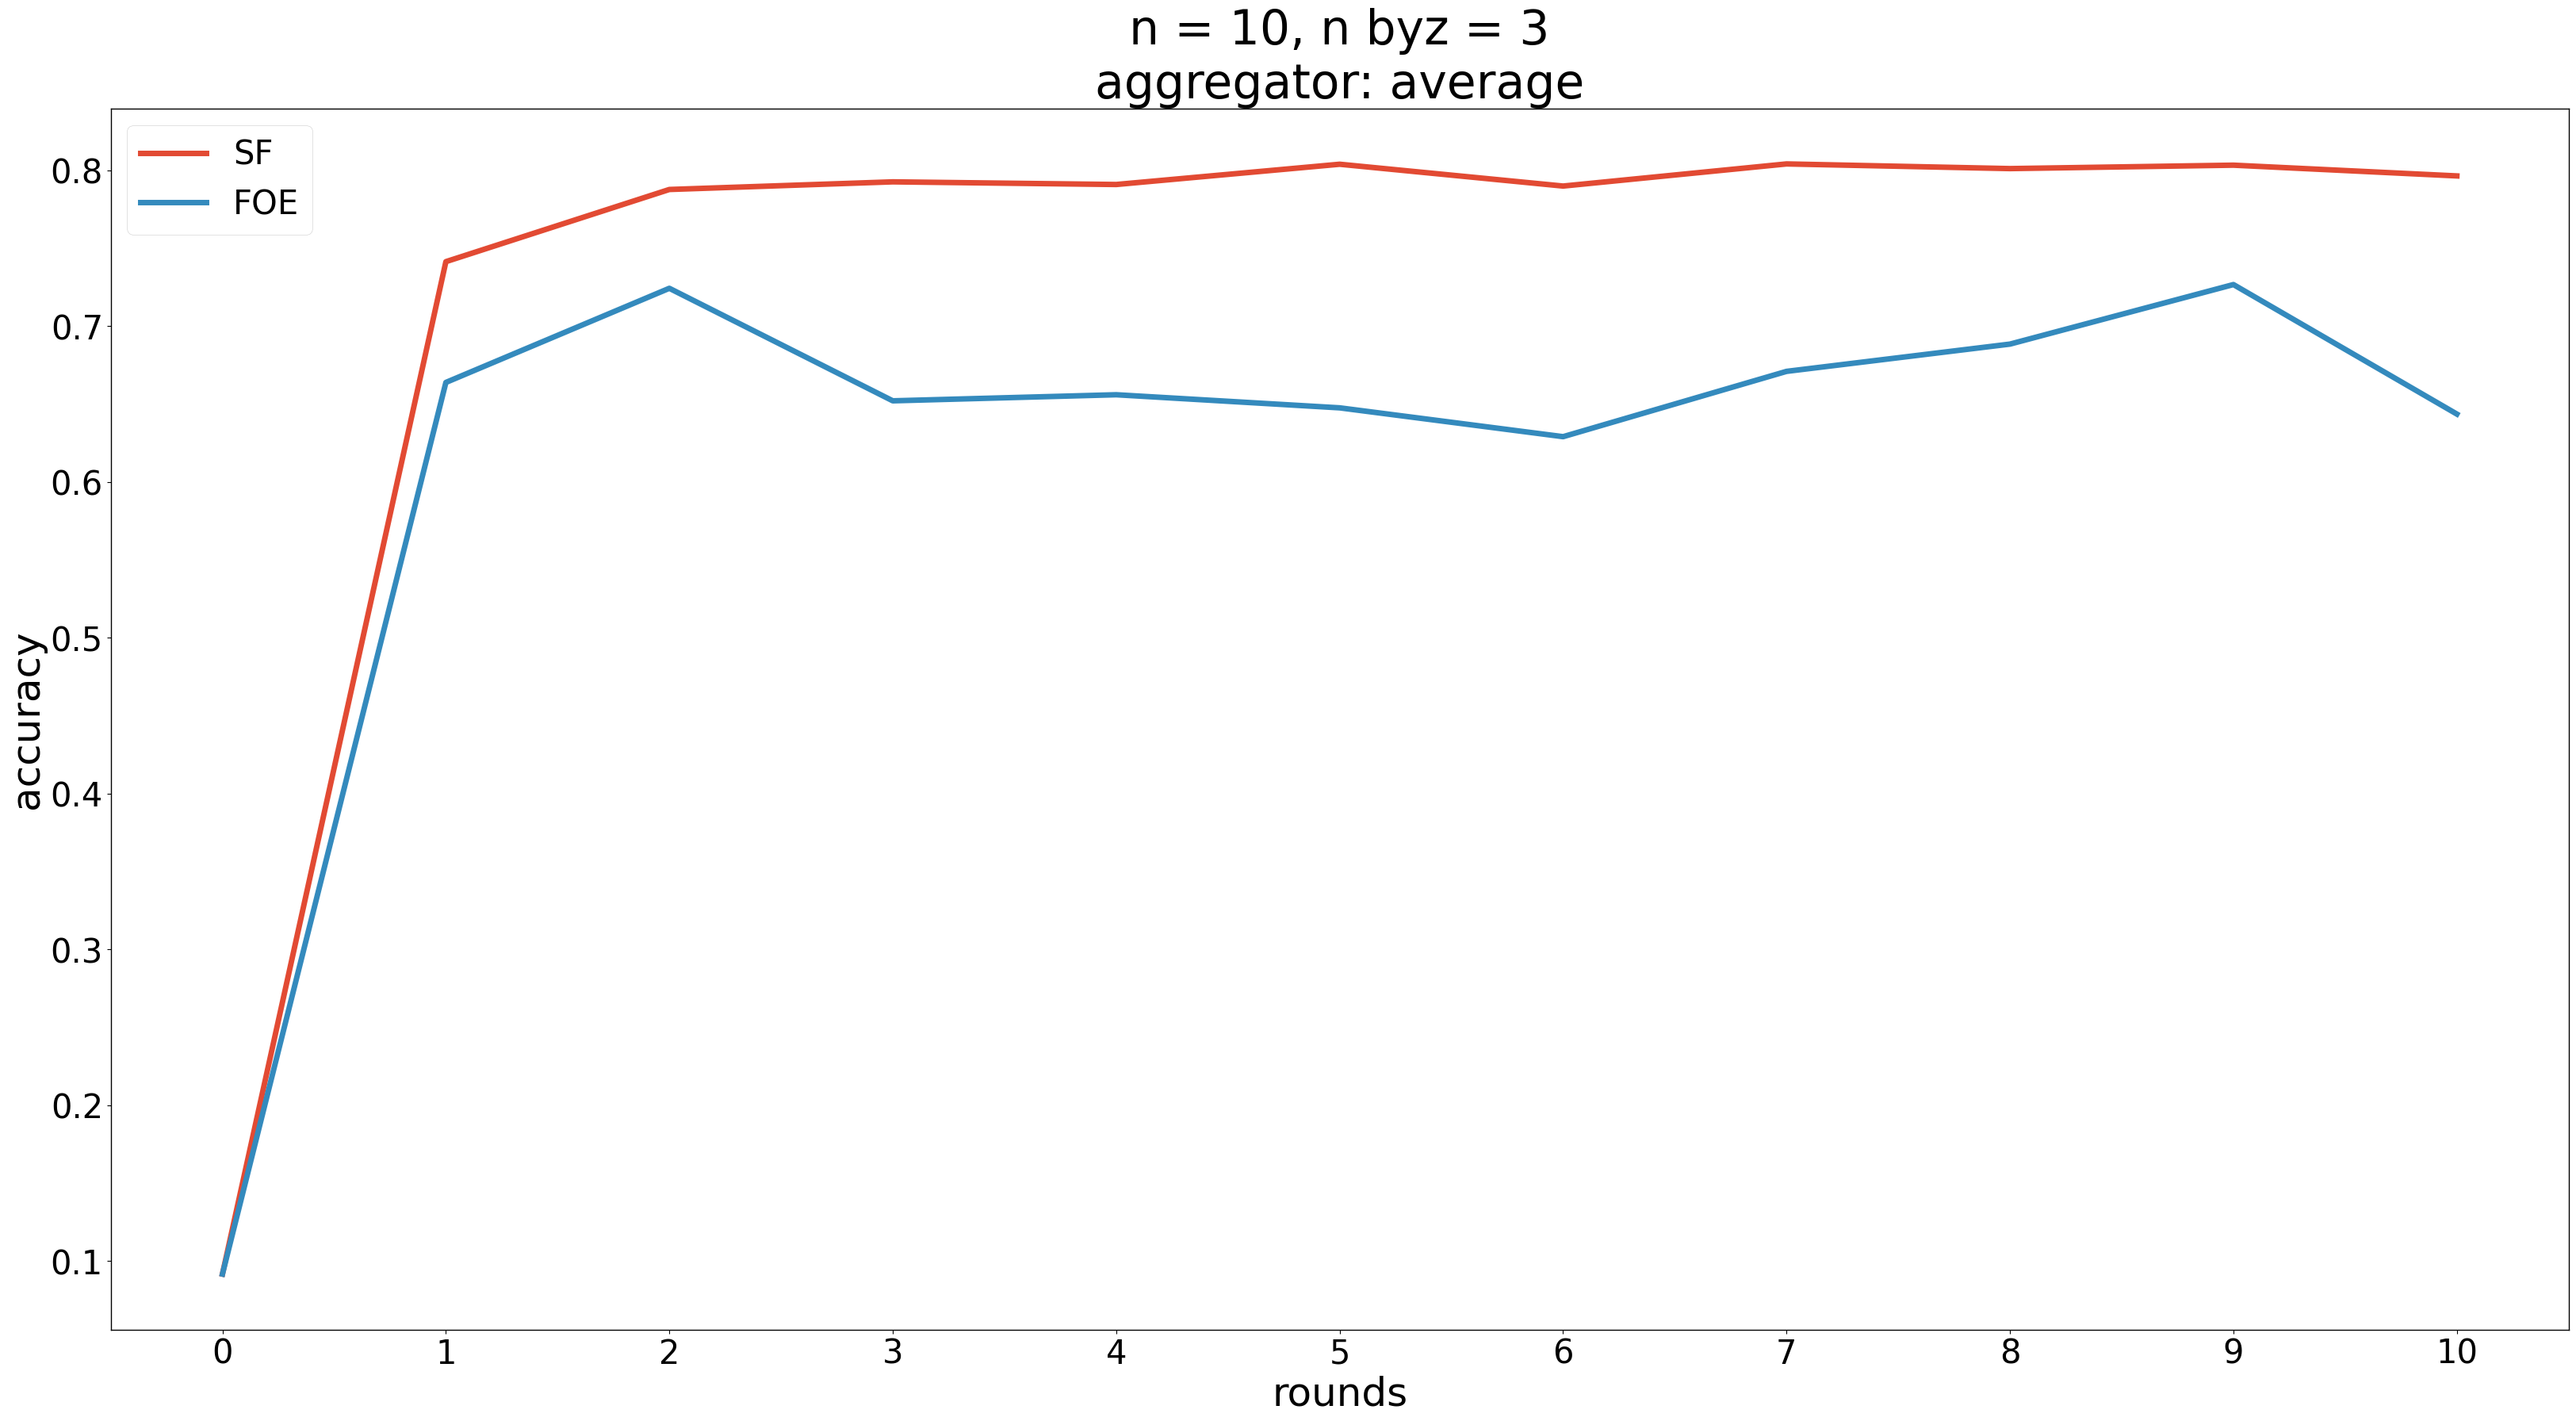 n = 10, n byz = 3
aggregator: average
SF
FOE
0.8
0.7
0.6
0.5
0.4
0.3
0.2
0.1
accuracy
0 1 2 3 4 5 6 7 8 9 10
rounds